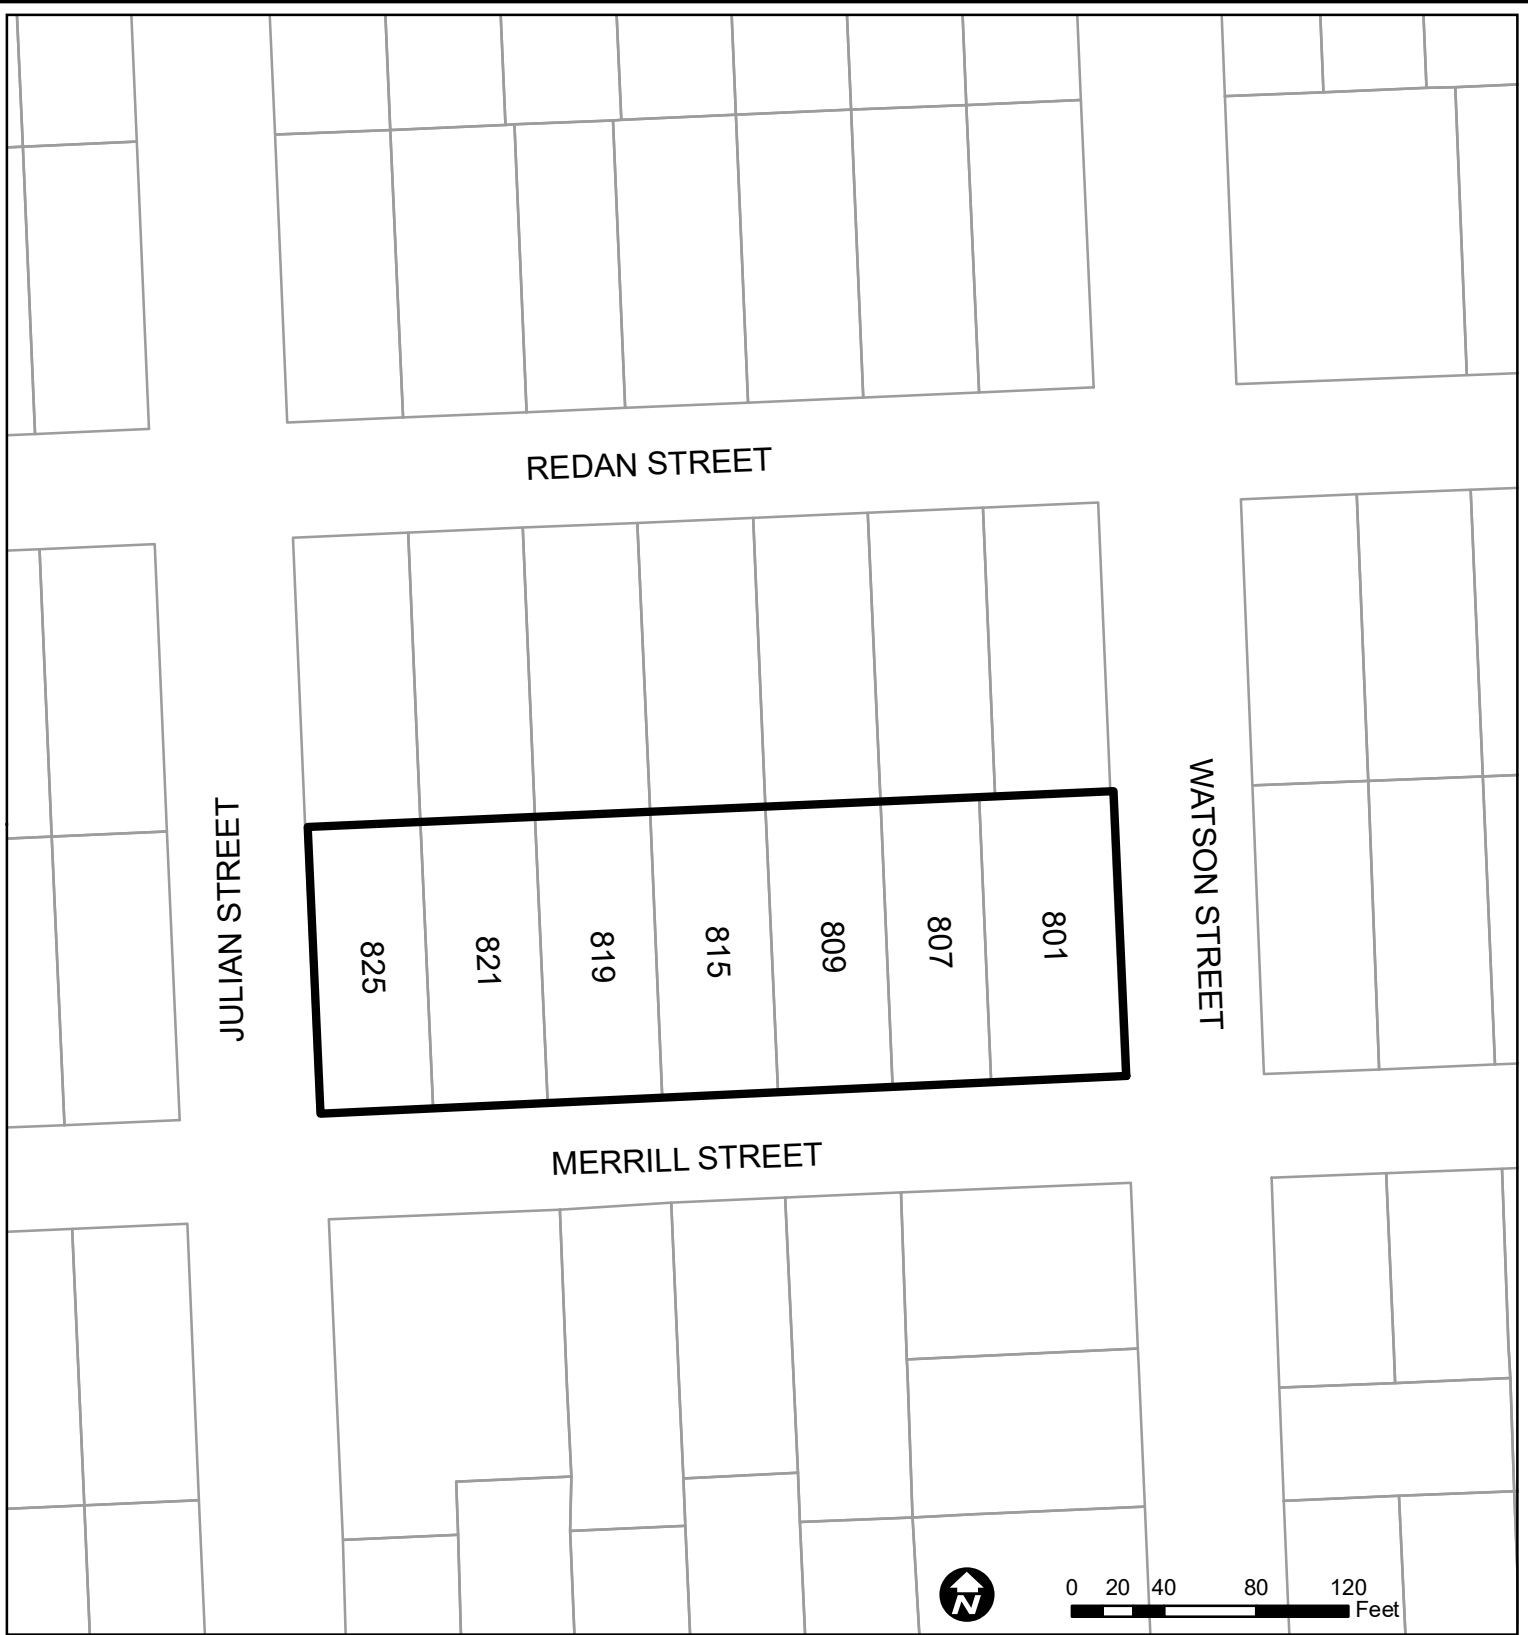 REDAN STREET
JULIAN STREET
WATSON STREET
825
821
819
815
809
807
801
MERRILL STREET
N
0 20 40 80 120
Feet